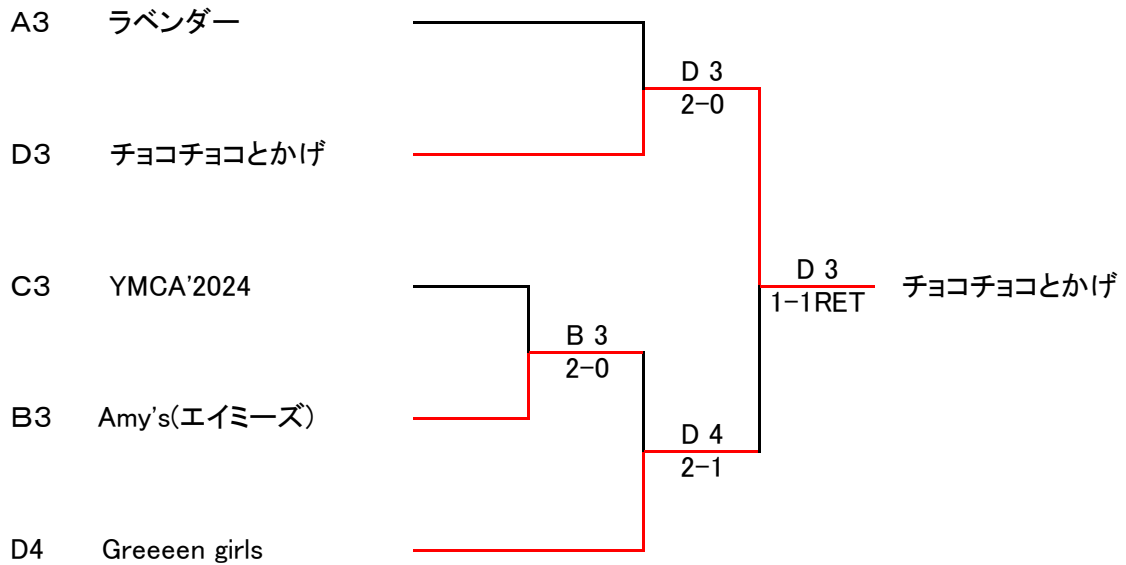 A3 ラベンダー
D 3
2-0
D3 チョコチョコとかげ
C3 YMCA'2024
D 3
1-1RET
チョコチョコとかげ
B 3
2-0
B3 Amy's(エイミーズ)
D 4
2-1
D4 Greeeen girls